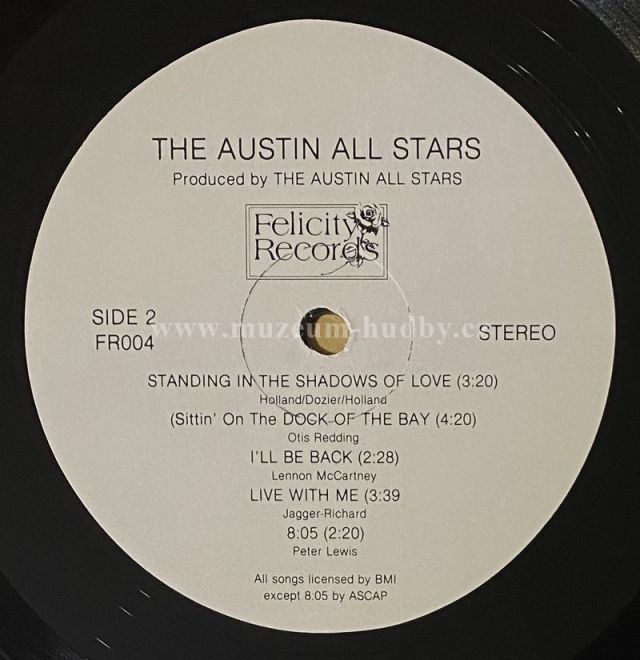 THE AUSTIN ALL STARS
Produced by THE AUSTIN ALL STARS
Felicity
Records
SIDE 2
FR004
www.muzeum-hudby.c
STEREO
STANDING IN THE SHADOWS OF LOVE (3:20)
Holland/Dozier/Holland
(Sittin' On The DOCK OF THE BAY (4:20)
Otis Redding
I'LL BE BACK (2:28)
Lennon McCartney
LIVE WITH ME (3:39
Jagger-Richard
8:05 (2:20)
Peter Lewis
All songs licensed by BMI
except 8.05 by ASCAP